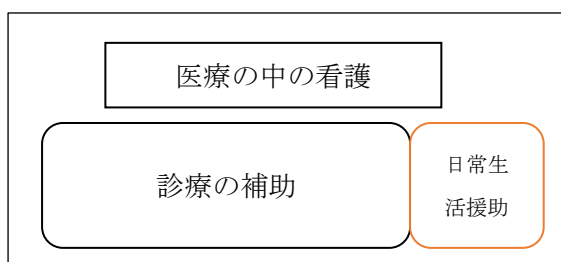 医療の中の看護
診療の補助
日常生
活援助